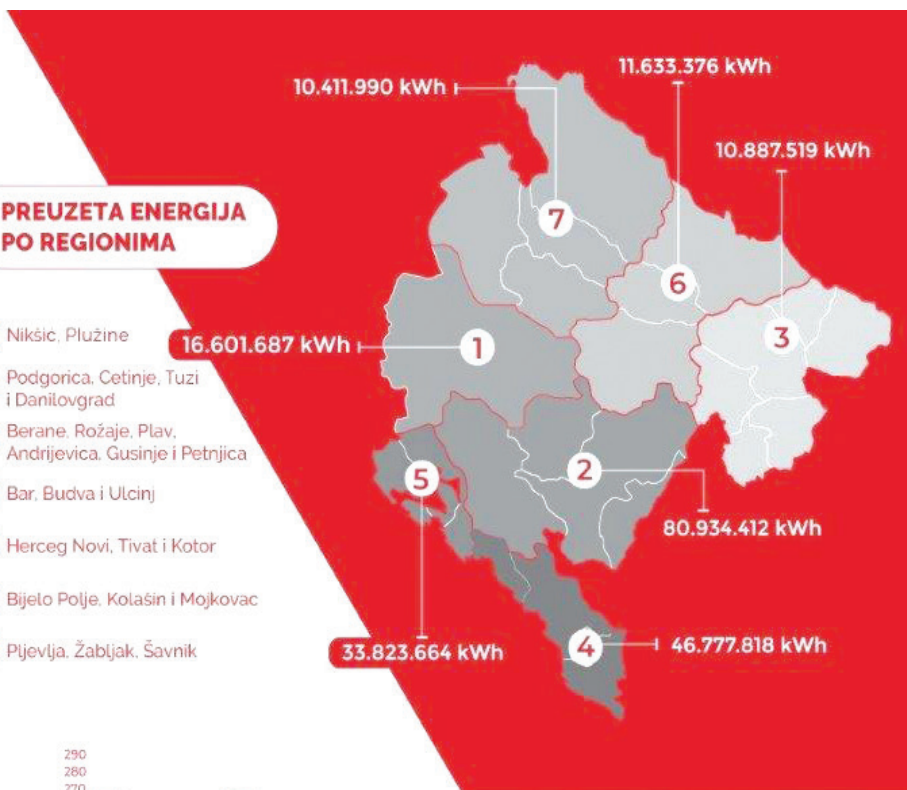 PREUZETA ENERGIJA
PO REGIONIMA
Nikšic, Plužine
Podgorica, Cetinje, Tuzi
i Danilovgrad
Berane, Rožaje, Plav,
Andrijevica, Gusinje i Petnjica
Bar, Budva i Ulcinj
Herceg Novi, Tivat i Kotor
Bijelo Polje, Kolašin i Mojkovac
Pljevlja, Žabljak, Šavnik
11.633.376 kWh
10.411.990 kWh
10.887.519 kWh
7
6
3
16.601.687 kWh
1
2
5
80.934.412 kWh
33.823.664 kWh
4
46.777.818 kWh
290
280
270